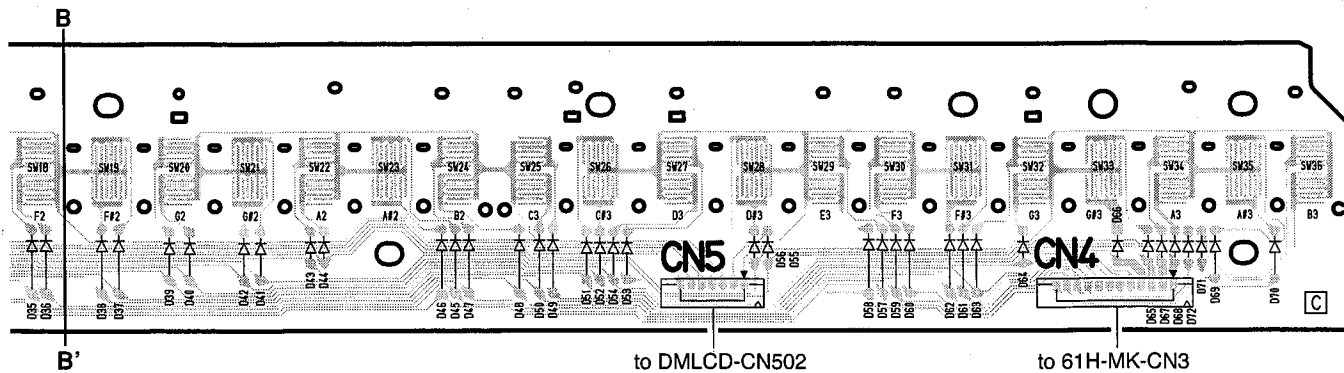 B
SW18 SW19 SW20 SW21 SW22 SW23 SW24 SW25 SW26 SW27 SW28 SW29 SW30 SW31 SW32 SW33 SW34 SW35 SW36
F2 F#2 G2 G#2 A2 A#2 B2 C3 C#3 D3 D#3 E3 F3 F#3 G3 G#3 D66 A3 A#3 B3
CN5 CN4
D43 D44 D56 D55 D64 D71
D35 D36 D38 D37 D39 D40 D42 D41 D46 D45 D47 D48 D50 D49 D51 D52 D54 D53 D58 D57 D59 D60 D62 D61 D63 D65 D67 D68 D72 D69 D70
C
B' to DMLCD-CN502 to 61H-MK-CN3